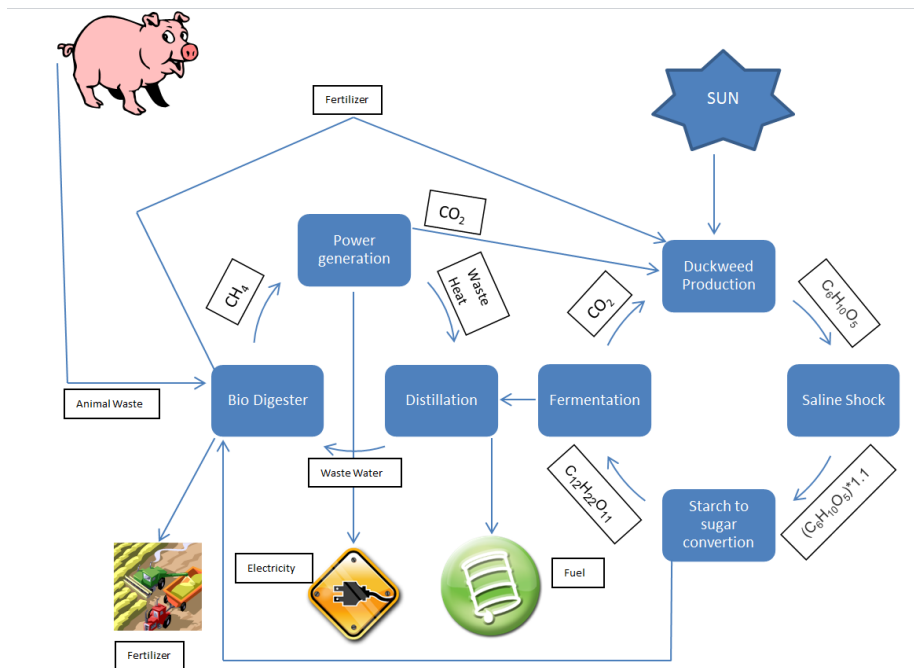 Fertilizer
SUN
CO₂
Power
generation
Duckweed
Production
CH₄
Waste
Heat
CO₂
C₆H₁₀O₅
Animal Waste
Bio Digester
Distillation
Fermentation
Saline Shock
Waste Water
C₁₂H₂₂O₁₁
(C₆H₁₀O₅)*1.1
Starch to
sugar
convertion
Electricity
Fuel
Fertilizer